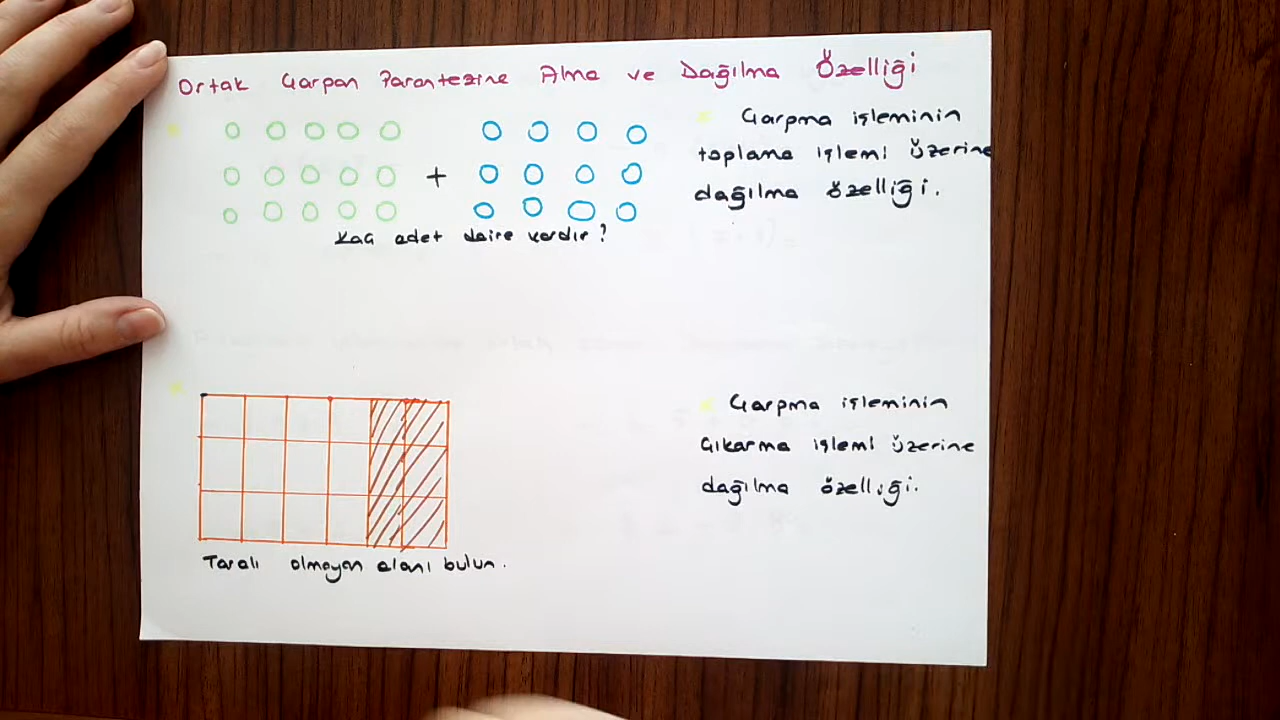 Ortak Çarpan Parantezine Alma ve Dağılma Özelliği
+
Kaç adet daire vardır?
Çarpma işleminin
toplama işlemi üzerine
dağılma özelliği.
Taralı olmayan alanı bulun.
Çarpma işleminin
Çıkarma işlemi üzerine
dağılma özelliği.